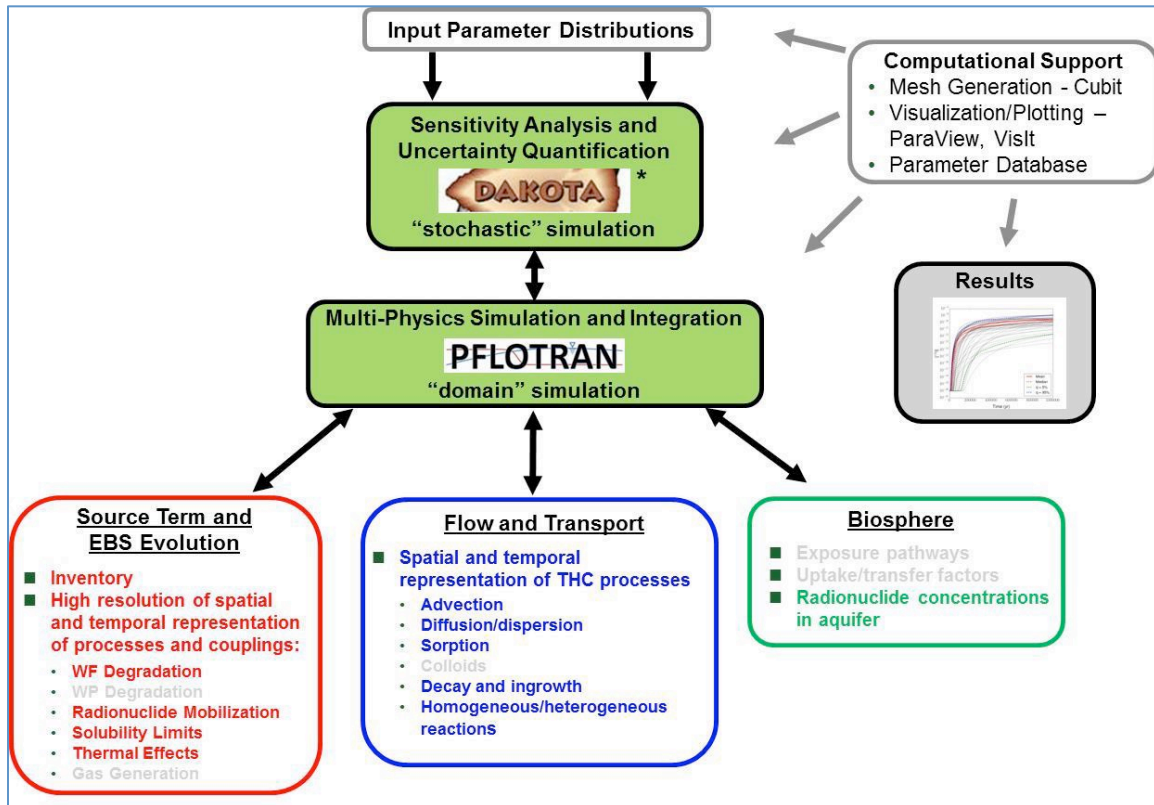 Input Parameter Distributions
Computational Support
• Mesh Generation - Cubit
• Visualization/Plotting –
ParaView, VisIt
• Parameter Database
Sensitivity Analysis and
Uncertainty Quantification
DAKOTA *
“stochastic” simulation
Multi-Physics Simulation and Integration
PFLOTRAN
“domain” simulation
Results
Time (yr)
Source Term and
EBS Evolution
■ Inventory
■ High resolution of spatial
and temporal representation
of processes and couplings:
• WF Degradation
• WP Degradation
• Radionuclide Mobilization
• Solubility Limits
• Thermal Effects
• Gas Generation
Flow and Transport
■ Spatial and temporal
representation of THC processes
• Advection
• Diffusion/dispersion
• Sorption
• Colloids
• Decay and ingrowth
• Homogeneous/heterogeneous
reactions
Biosphere
■ Exposure pathways
■ Uptake/transfer factors
■ Radionuclide concentrations
in aquifer